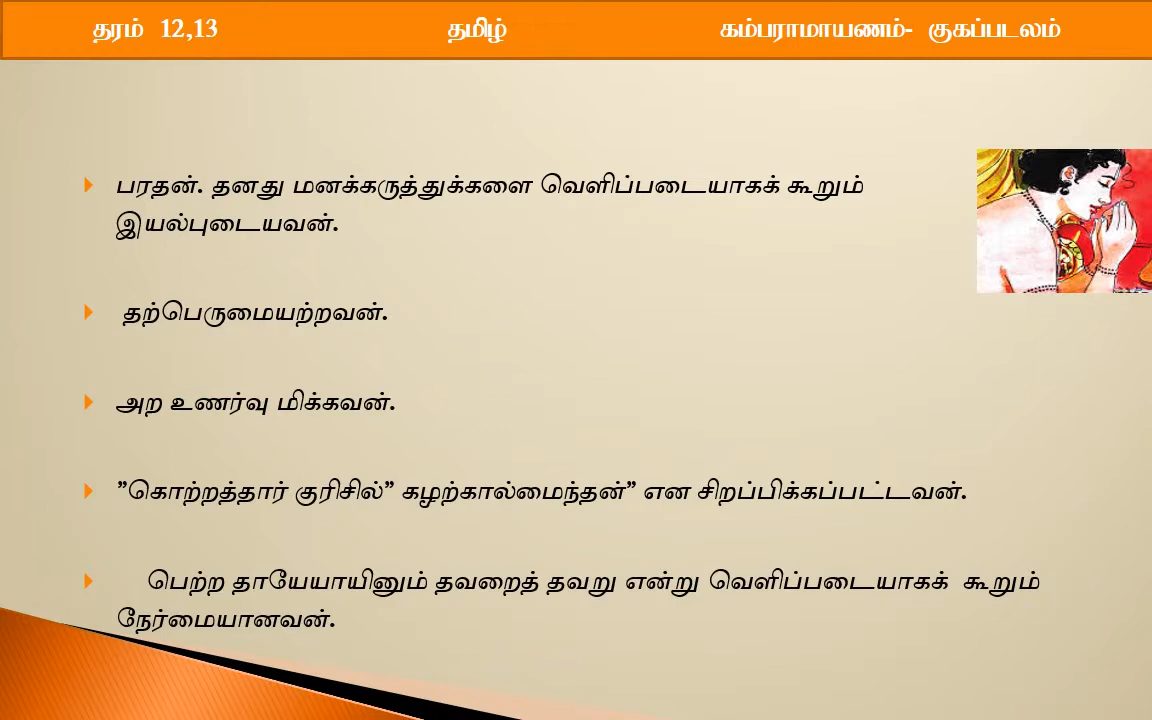 தரம் 12,13 தமிழ் கம்பராமாயணம்- குகப்படலம்
பரதன். தனது மனக்கருத்துக்களை வெளிப்படையாகக் கூறும்
இயல்புடையவன்.
தற்பெருமையற்றவன்.
அற உணர்வு மிக்கவன்.
”கொற்றத்தார் குரிசில்” கழற்கால்மைந்தன்” என சிறப்பிக்கப்பட்டவன்.
பெற்ற தாயேயாயினும் தவறைத் தவறு என்று வெளிப்படையாகக் கூறும்
நேர்மையானவன்.